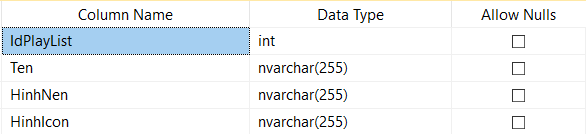 Column Name Data Type Allow Nulls
IdPlayList int
Ten nvarchar(255)
HinhNen nvarchar(255)
HinhIcon nvarchar(255)